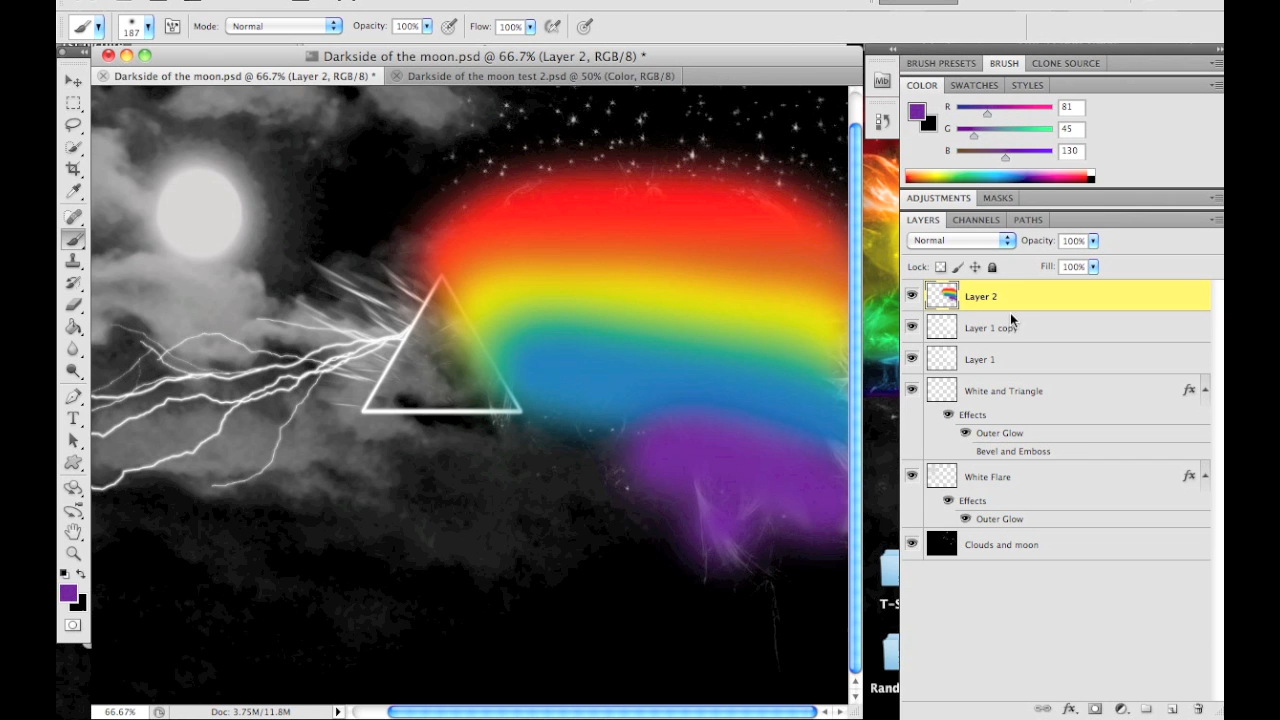 187
Mode:
Normal
Opacity:
100%
Flow:
100%
Darkside of the moon.psd @ 66.7% (Layer 2, RGB/8) *
Darkside of the moon.psd @ 66.7% (Layer 2, RGB/8) *
Darkside of the moon test 2.psd @ 50% (Color, RGB/8)
Mb
BRUSH PRESETS
BRUSH
CLONE SOURCE
COLOR
SWATCHES
STYLES
R
81
G
45
B
130
ADJUSTMENTS
MASKS
LAYERS
CHANNELS
PATHS
Normal
Opacity:
100%
Lock:
Fill:
100%
Layer 2
Layer 1 copy
Layer 1
White and Triangle
fx
Effects
Outer Glow
Bevel and Emboss
White Flare
fx
Effects
Outer Glow
Clouds and moon
T-S
Rand
66.67%
Doc: 3.75M/11.8M
fx